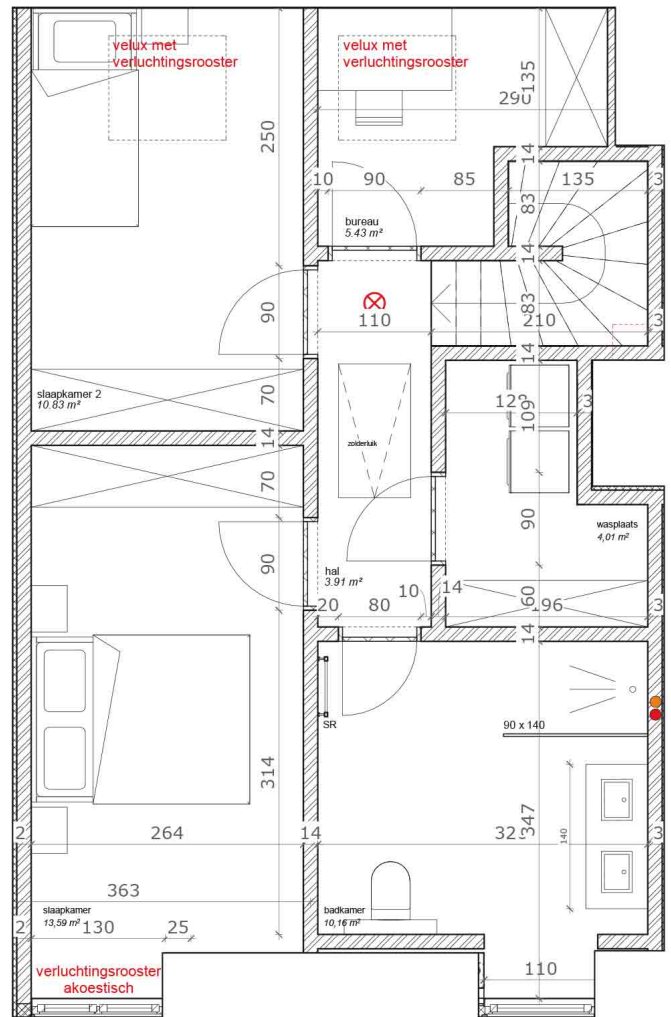 velux met
verluchtingsrooster
velux met
verluchtingsrooster
135
290
250
14
10 90 85 135 3
83
bureau
5.43 m²
14
83
90
110 210 3
14
slaapkamer 2
10.83 m²
70
109
3
zolderluik
14
70
90
90
wasplaats
4,01 m²
hal
3.91 m²
10
14
60
20 80 196 3
14
SR
90 x 140
314
347
140
2 264 14 3
363
slaapkamer
13,59 m²
badkamer
10,16 m²
2 130 25
verluchtingsrooster
akoestisch
110